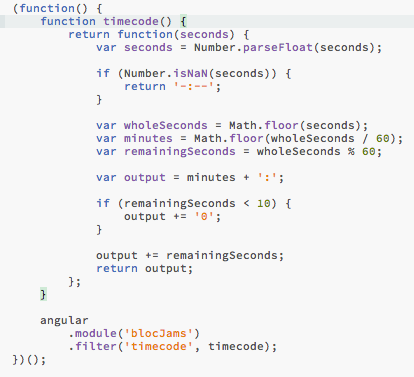 (function() {
    function timecode() {
        return function(seconds) {
            var seconds = Number.parseFloat(seconds);

            if (Number.isNaN(seconds)) {
                return '-:--';
            }

            var wholeSeconds = Math.floor(seconds);
            var minutes = Math.floor(wholeSeconds / 60);
            var remainingSeconds = wholeSeconds % 60;

            var output = minutes + ':';

            if (remainingSeconds < 10) {
                output += '0';
            }

            output += remainingSeconds;
            return output;
        };
    }

    angular
        .module('blocJams')
        .filter('timecode', timecode);
})();